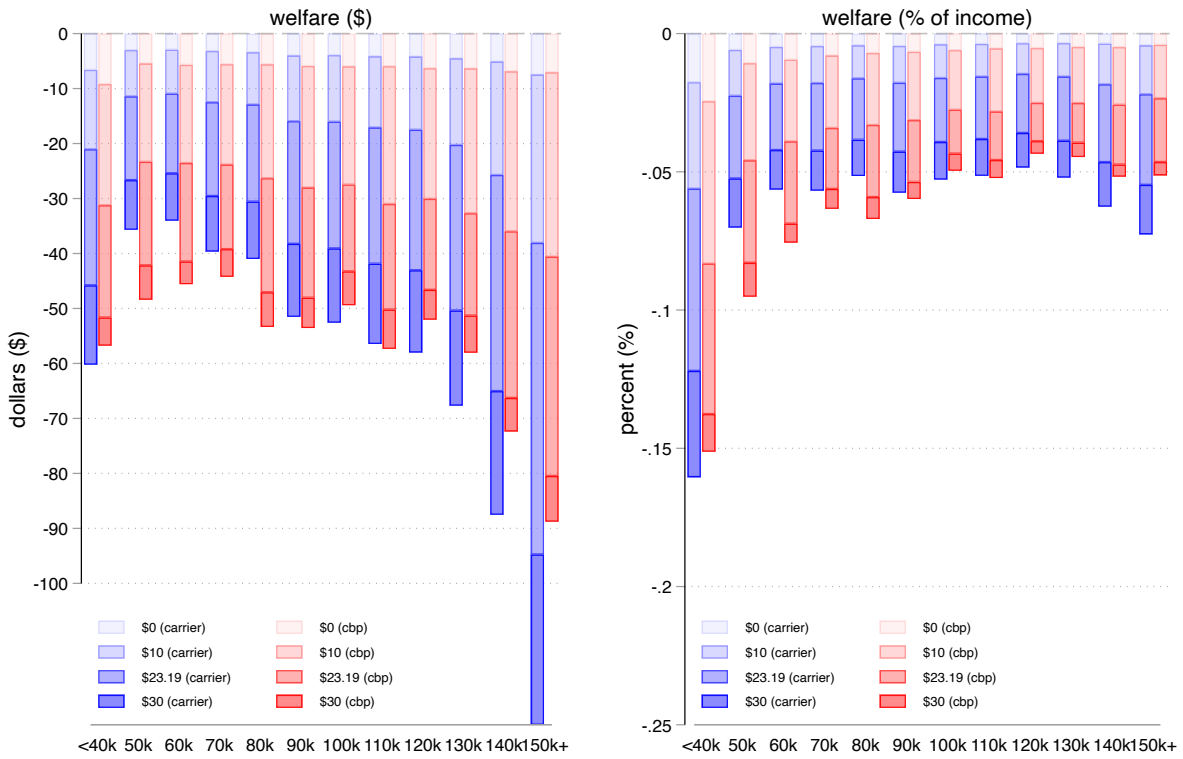 welfare ($)
dollars ($)
0
-10
-20
-30
-40
-50
-60
-70
-80
-90
-100
$0 (carrier)
$0 (cbp)
$10 (carrier)
$10 (cbp)
$23.19 (carrier)
$23.19 (cbp)
$30 (carrier)
$30 (cbp)
<40k 50k 60k 70k 80k 90k 100k 110k 120k 130k 140k 150k+
welfare (% of income)
percent (%)
0
-.05
-.1
-.15
-.2
-.25
$0 (carrier)
$0 (cbp)
$10 (carrier)
$10 (cbp)
$23.19 (carrier)
$23.19 (cbp)
$30 (carrier)
$30 (cbp)
<40k 50k 60k 70k 80k 90k 100k 110k 120k 130k 140k 150k+